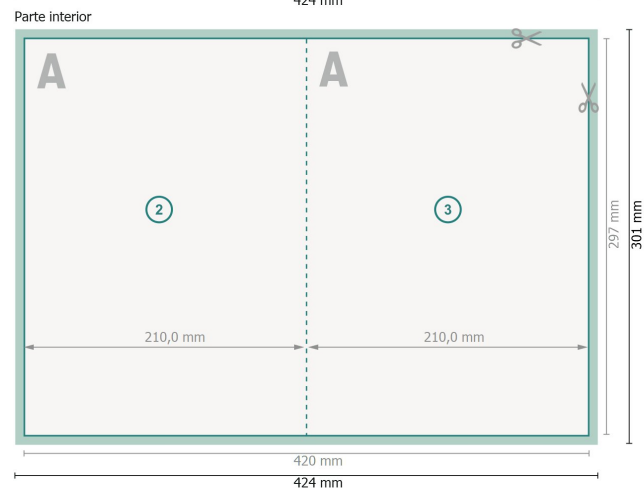 424 mm
Parte interior
A
A
2
3
297 mm
301 mm
210,0 mm
210,0 mm
420 mm
424 mm